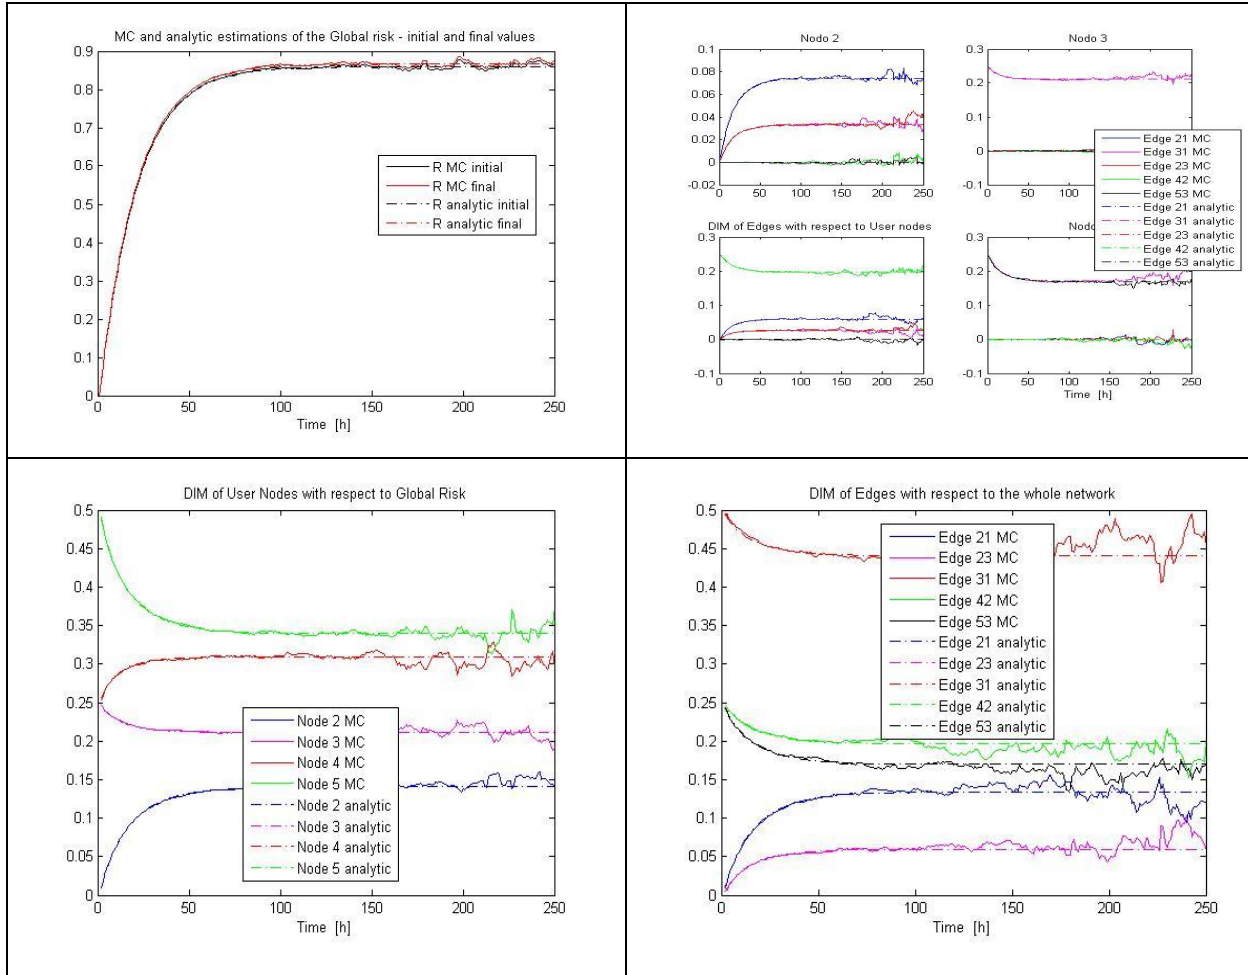 MC and analytic estimations of the Global risk - initial and final values
0.9
0.8
0.7
0.6
0.5
0.4
0.3
0.2
0.1
0
R MC initial
R MC final
R analytic initial
R analytic final
0 50 100 150 200 250
Time [h]
Nodo 2
0.1
0.08
0.06
0.04
0.02
0
-0.02
0 50 100 150 200 250
Nodo 3
0.3
0.2
0.1
0
-0.1
0 50 100 150 200 250
Edge 21 MC
Edge 31 MC
Edge 23 MC
Edge 42 MC
Edge 53 MC
Edge 21 analytic
Edge 31 analytic
Edge 23 analytic
Edge 42 analytic
Edge 53 analytic
DIM of Edges with respect to User nodes
0.3
0.2
0.1
0
-0.1
0 50 100 150 200 250
Nodo
0.3
0.2
0.1
0
-0.1
0 50 100 150 200 250
Time [h]
DIM of User Nodes with respect to Global Risk
0.5
0.45
0.4
0.35
0.3
0.25
0.2
0.15
0.1
0.05
0
Node 2 MC
Node 3 MC
Node 4 MC
Node 5 MC
Node 2 analytic
Node 3 analytic
Node 4 analytic
Node 5 analytic
0 50 100 150 200 250
Time [h]
DIM of Edges with respect to the whole network
0.5
0.45
0.4
0.35
0.3
0.25
0.2
0.15
0.1
0.05
0
Edge 21 MC
Edge 23 MC
Edge 31 MC
Edge 42 MC
Edge 53 MC
Edge 21 analytic
Edge 23 analytic
Edge 31 analytic
Edge 42 analytic
Edge 53 analytic
0 50 100 150 200 250
Time [h]